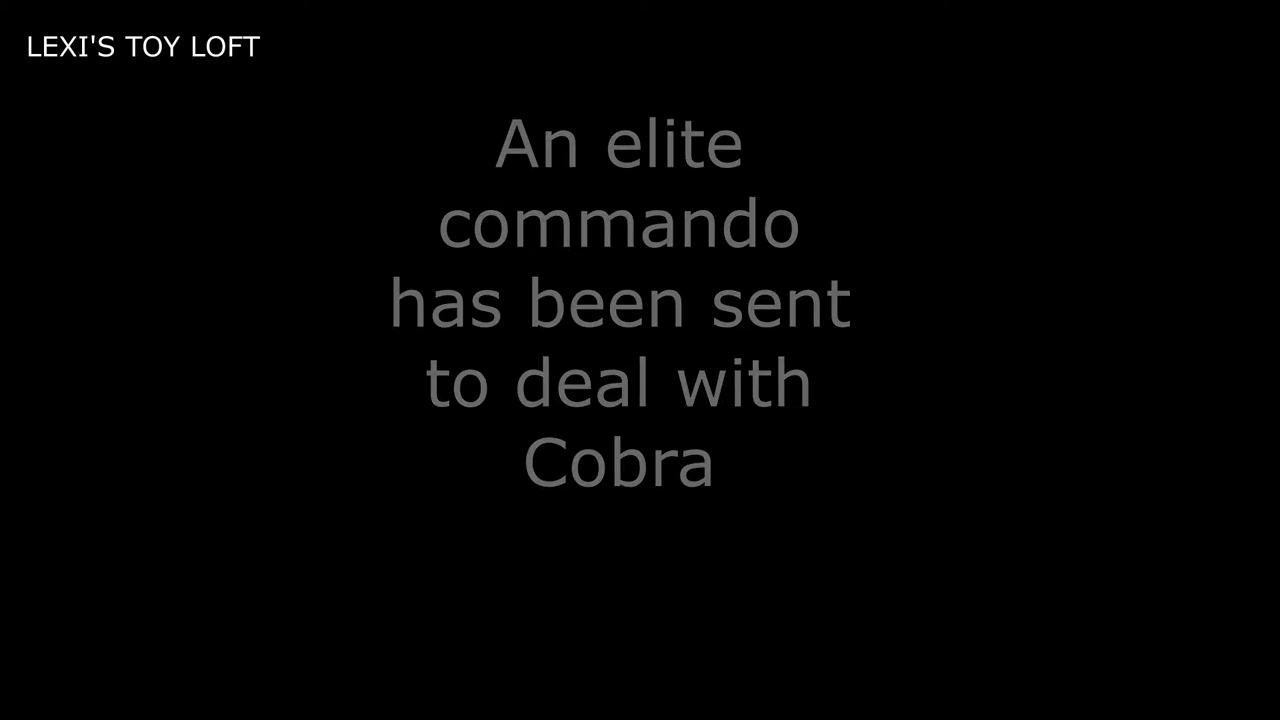 LEXI'S TOY LOFT
An elite
commando
has been sent
to deal with
Cobra